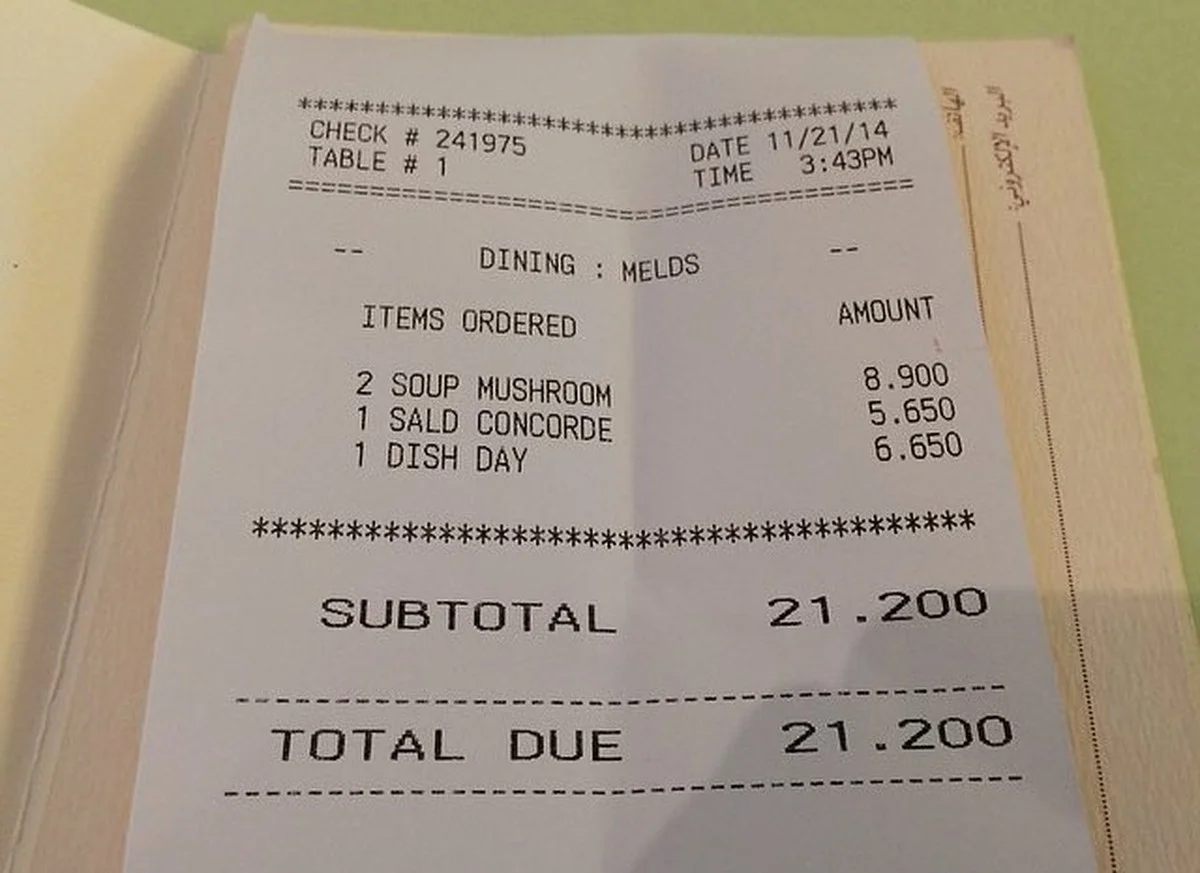 ****************************************
CHECK # 241975 DATE 11/21/14
TABLE # 1 TIME 3:43PM
========================================
-- DINING : MELDS --
ITEMS ORDERED AMOUNT
2 SOUP MUSHROOM 8.900
1 SALD CONCORDE 5.650
1 DISH DAY 6.650
****************************************
SUBTOTAL 21.200
----------------------------------------
TOTAL DUE 21.200
----------------------------------------
البريد الإلكتروني